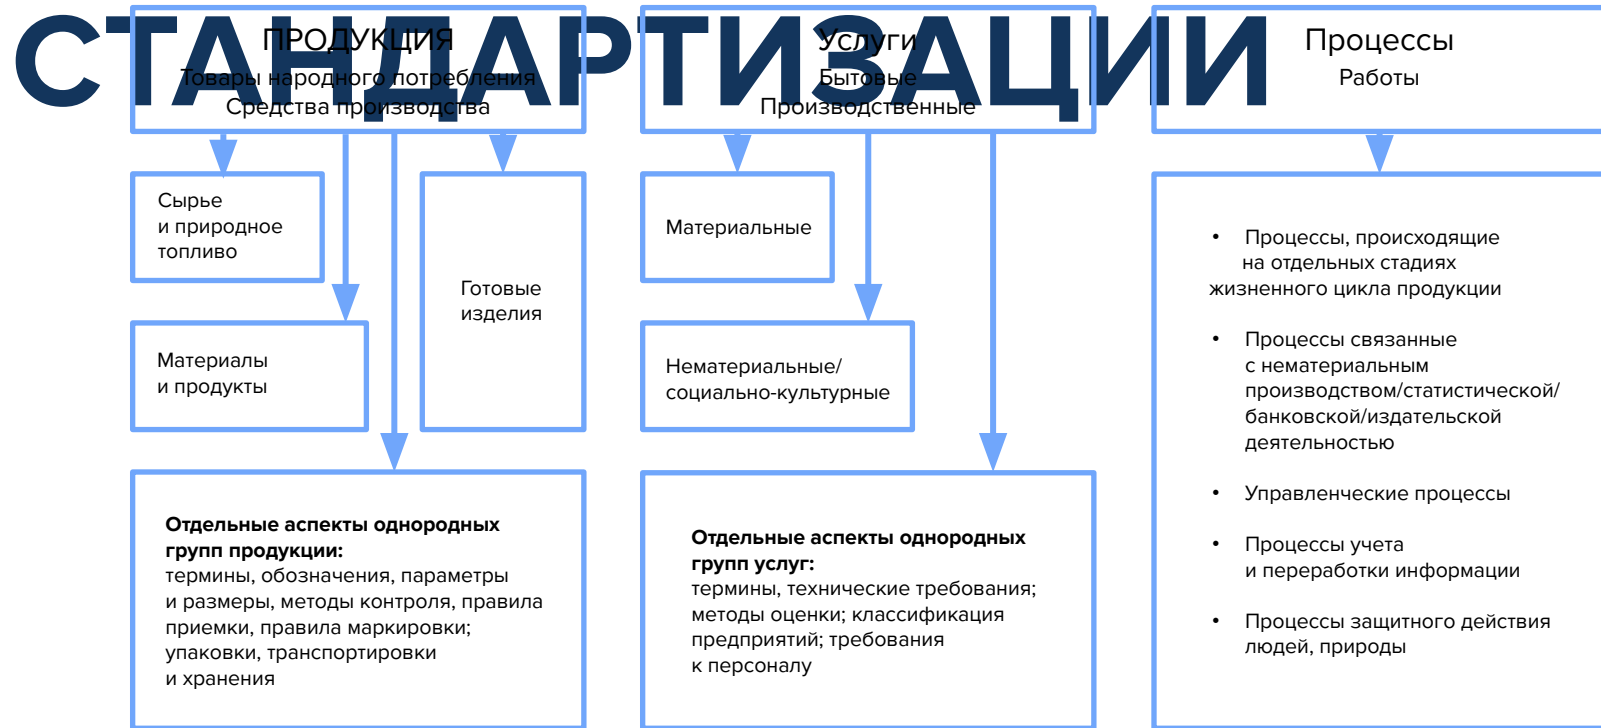 СТАНДАРТИЗАЦИИ
ПРОДУКЦИЯ
Товары народного потребления
Средства производства
Сырье
и природное
топливо
Материалы
и продукты
Готовые
изделия
Отдельные аспекты однородных
групп продукции:
термины, обозначения, параметры
и размеры, методы контроля, правила
приемки, правила маркировки;
упаковки, транспортировки
и хранения
Услуги
Бытовые
Производственные
Материальные
Нематериальные/
социально-культурные
Отдельные аспекты однородных
групп услуг:
термины, технические требования;
методы оценки; классификация
предприятий; требования
к персоналу
Процессы
Работы
• Процессы, происходящие
на отдельных стадиях
жизненного цикла продукции
• Процессы связанные
с нематериальным
производством/статистической/
банковской/издательской
деятельностью
• Управленческие процессы
• Процессы учета
и переработки информации
• Процессы защитного действия
людей, природы